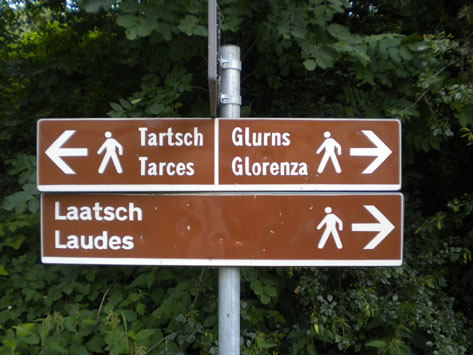 Tartsch
Tarces
Glurns
Glorenza
Laatsch
Laudes